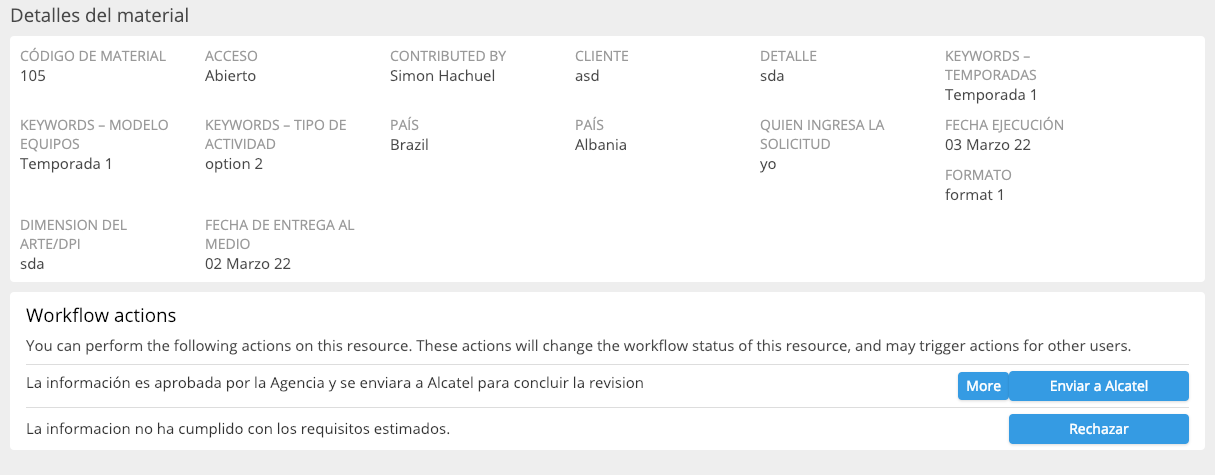 Detalles del material
CÓDIGO DE MATERIAL
105
ACCESO
Abierto
CONTRIBUTED BY
Simon Hachuel
CLIENTE
asd
DETALLE
sda
KEYWORDS –
TEMPORADAS
Temporada 1
KEYWORDS – MODELO
EQUIPOS
Temporada 1
KEYWORDS – TIPO DE
ACTIVIDAD
option 2
PAÍS
Brazil
PAÍS
Albania
QUIEN INGRESA LA
SOLICITUD
yo
FECHA EJECUCIÓN
03 Marzo 22
FORMATO
format 1
DIMENSION DEL
ARTE/DPI
sda
FECHA DE ENTREGA AL
MEDIO
02 Marzo 22
Workflow actions
You can perform the following actions on this resource. These actions will change the workflow status of this resource, and may trigger actions for other users.
La información es aprobada por la Agencia y se enviara a Alcatel para concluir la revision
More
Enviar a Alcatel
La informacion no ha cumplido con los requisitos estimados.
Rechazar